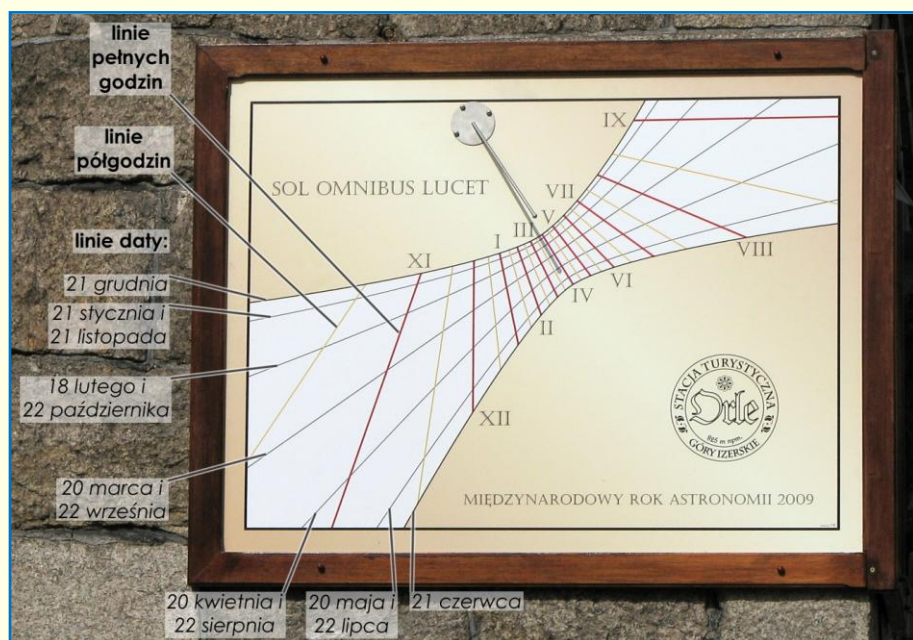 linie
pełnych
godzin
linie
półgodzin
linie daty:
21 grudnia
21 stycznia i
21 listopada
18 lutego i
22 października
20 marca i
22 września
20 kwietnia i
22 sierpnia
20 maja i
22 lipca
21 czerwca
SOL OMNIBUS LUCET
XI
I
III
V
VII
IX
VIII
VI
IV
II
XII
STACJA TURYSTYCZNA
Orle
825 m npm.
GÓRY IZERSKIE
MIĘDZYNARODOWY ROK ASTRONOMII 2009